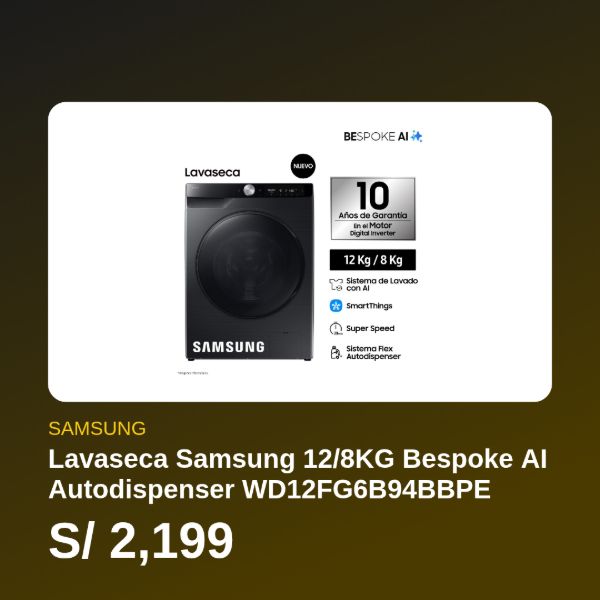 BESPOKE AI
Lavaseca
NUEVO
10
Años de Garantía
En el Motor
Digital Inverter
12 Kg / 8 Kg
Sistema de Lavado
con AI
SmartThings
Super Speed
Sistema Flex
Autodispenser
SAMSUNG
SAMSUNG
Lavaseca Samsung 12/8KG Bespoke AI
Autodispenser WD12FG6B94BBPE
S/ 2,199